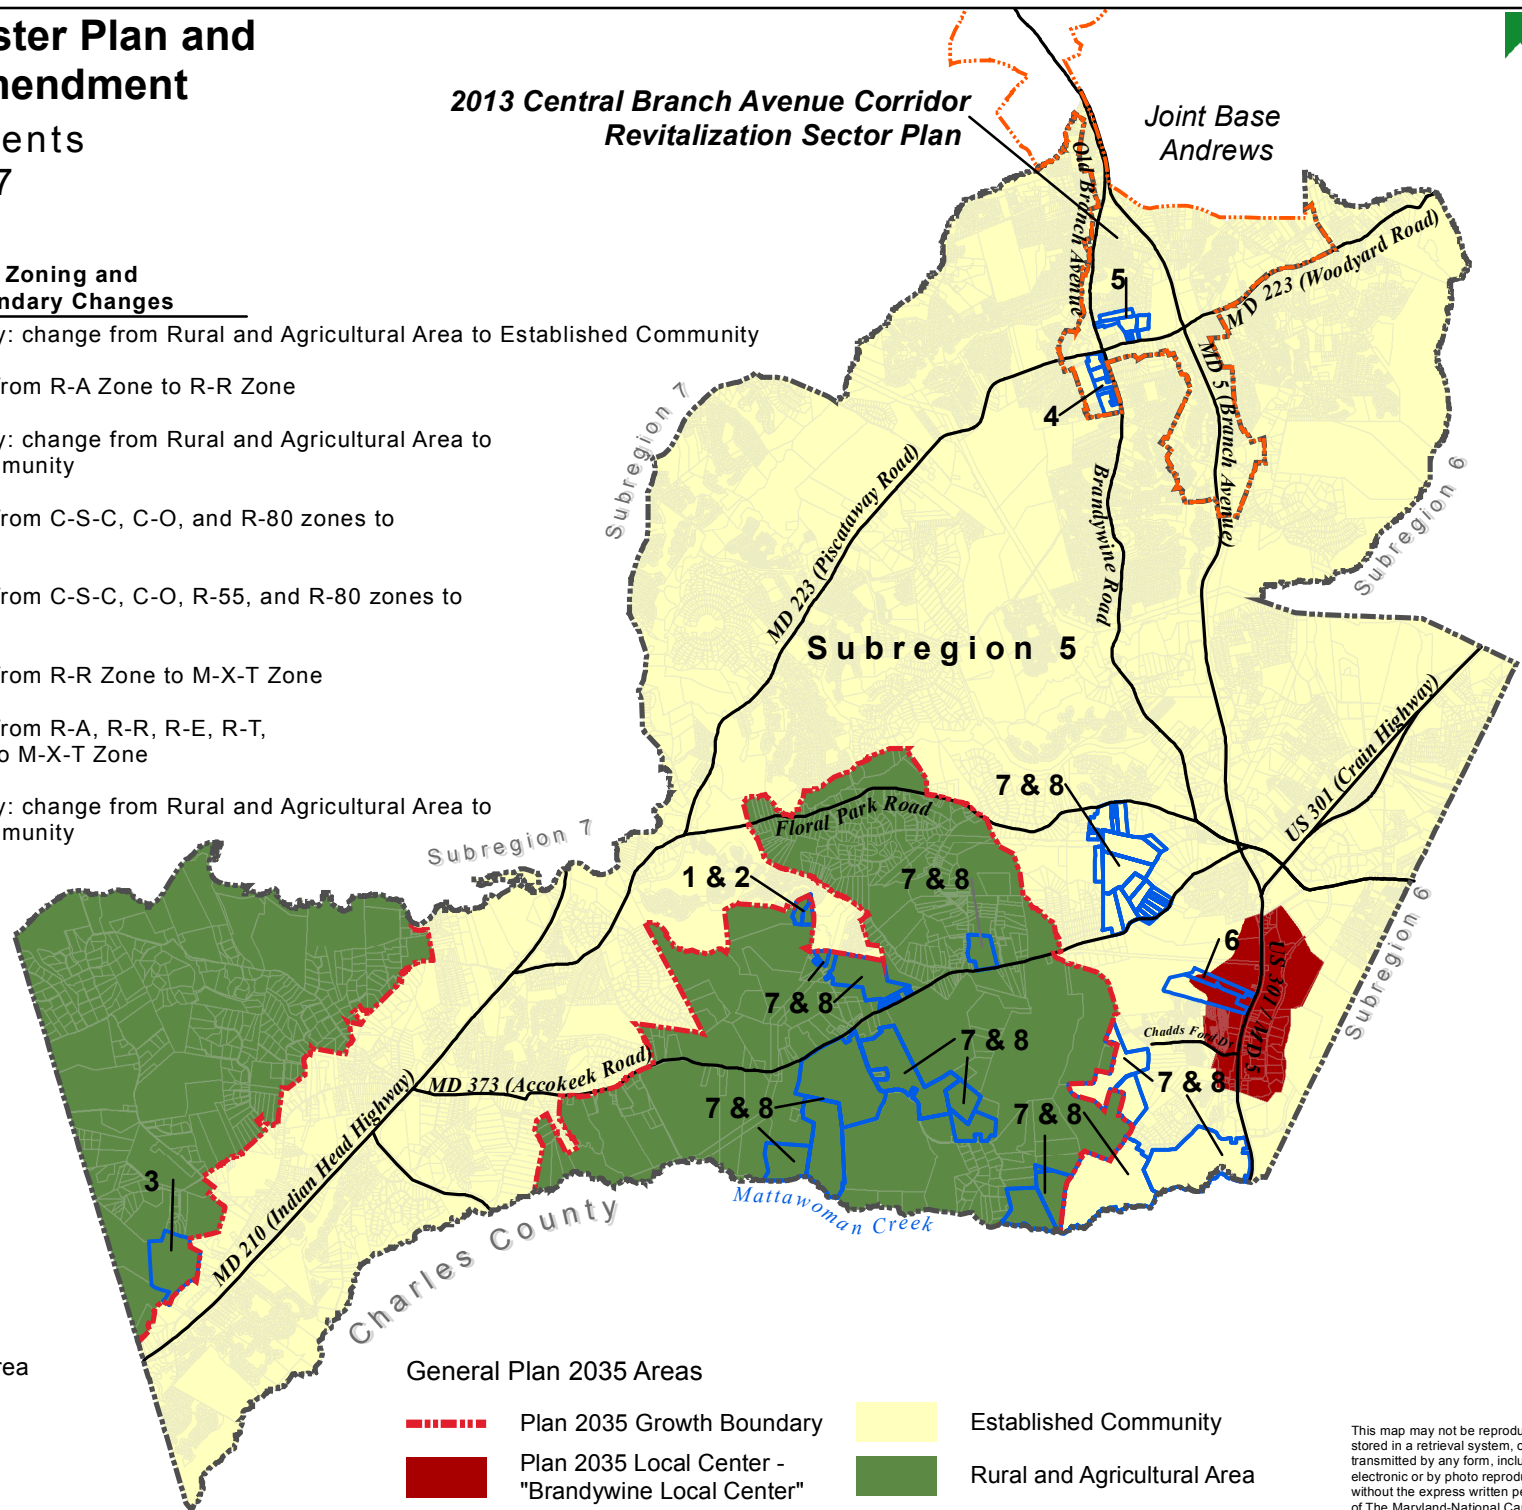 ster Plan and
mendment
ents
7
Zoning and
ndary Changes
y: change from Rural and Agricultural Area to Established Community
from R-A Zone to R-R Zone
y: change from Rural and Agricultural Area to
mmunity
from C-S-C, C-O, and R-80 zones to
from C-S-C, C-O, R-55, and R-80 zones to
from R-R Zone to M-X-T Zone
from R-A, R-R, R-E, R-T,
o M-X-T Zone
y: change from Rural and Agricultural Area to
mmunity
2013 Central Branch Avenue Corridor
Revitalization Sector Plan
Joint Base
Andrews
Old Branch Avenue
MD 223 (Woodyard Road)
5
4
MD 5 (Branch Avenue)
Subregion 7
Subregion 6
MD 223 (Piscataway Road)
Brandywine Road
Subregion 5
US 301 (Crain Highway)
7 & 8
Floral Park Road
Subregion 7
1 & 2
7 & 8
6
US 301 / MD 5
Subregion 6
7 & 8
7 & 8
Chadds Ford Dr
MD 373 (Accokeek Road)
7 & 8
7 & 8
7 & 8
3
MD 210 (Indian Head Highway)
Mattawoman Creek
Charles County
rea
General Plan 2035 Areas
Plan 2035 Growth Boundary
Plan 2035 Local Center -
"Brandywine Local Center"
Established Community
Rural and Agricultural Area
This map may not be reprodu
stored in a retrieval system, o
transmitted by any form, inclu
electronic or by photo reprodu
without the express written pe
of The Maryland-National Ca